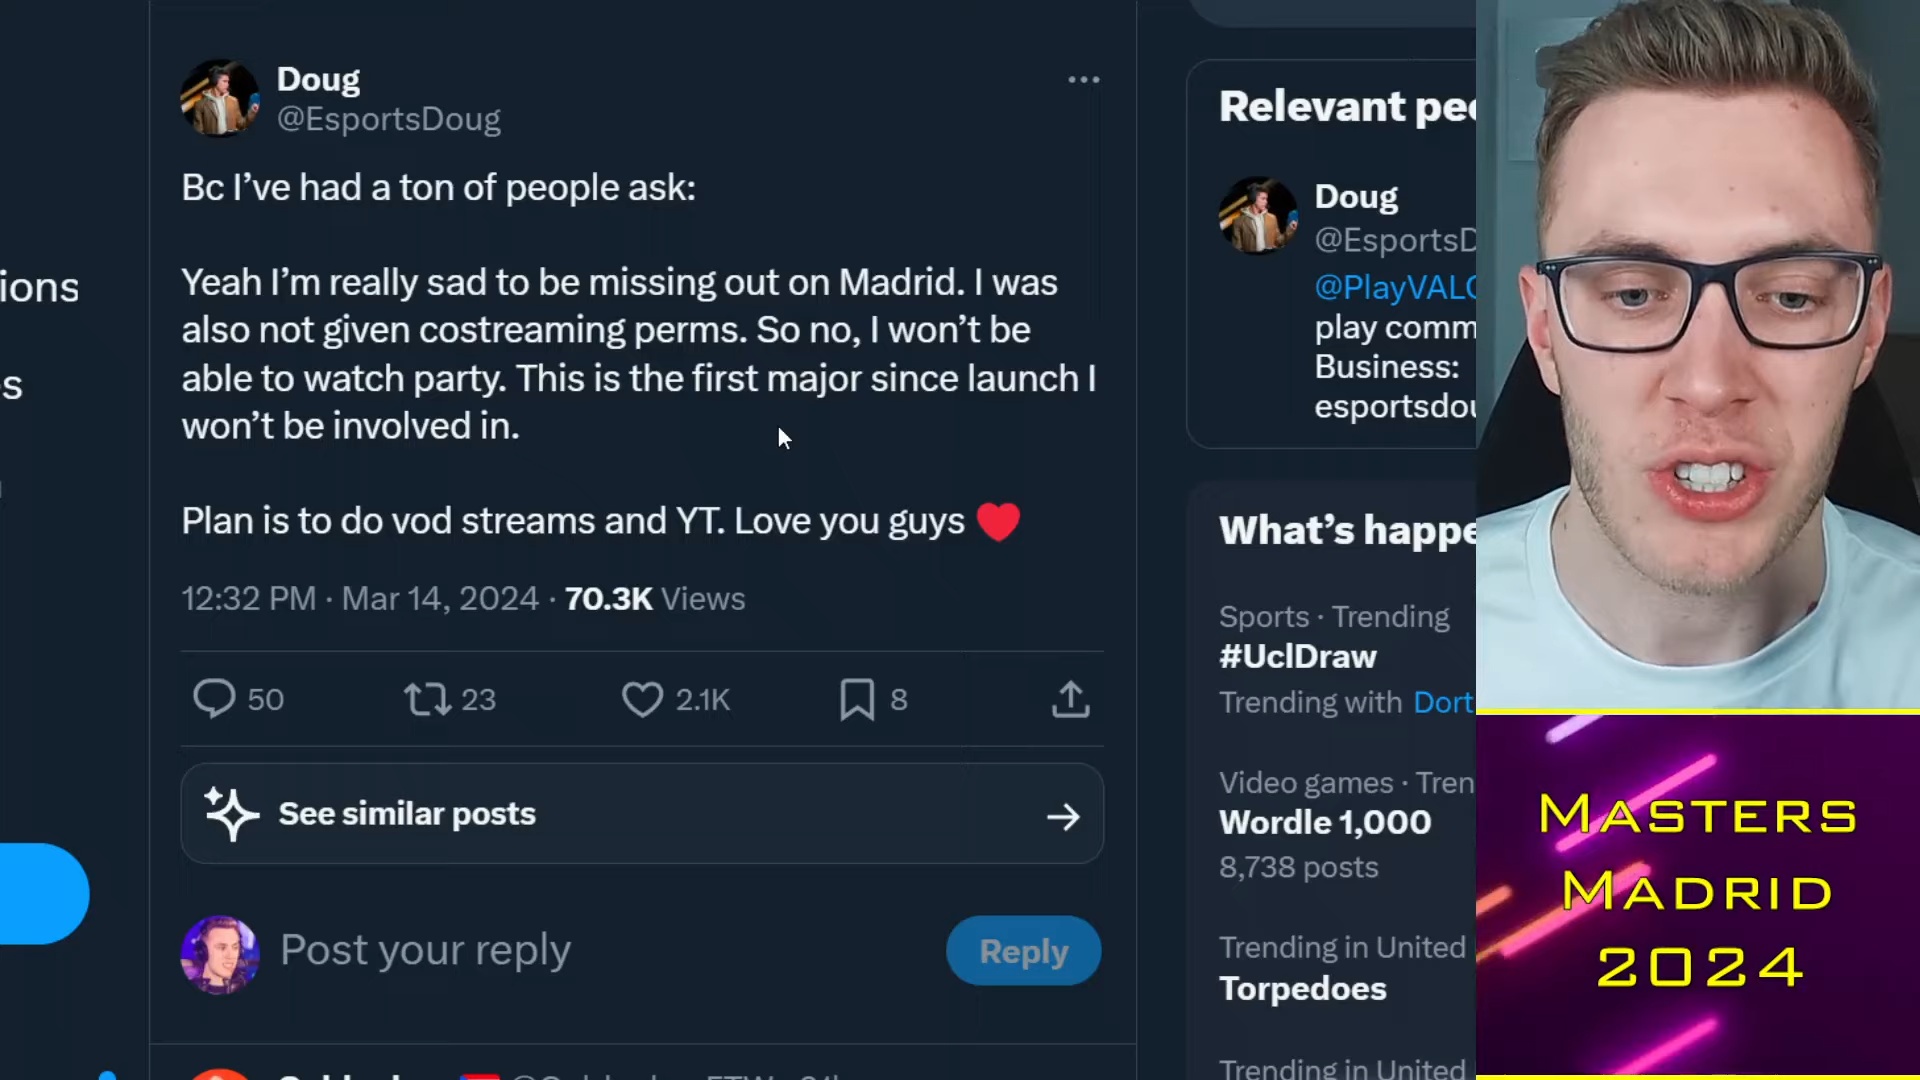 ions
s
Doug
@EsportsDoug
Bc I’ve had a ton of people ask:
Yeah I’m really sad to be missing out on Madrid. I was
also not given costreaming perms. So no, I won’t be
able to watch party. This is the first major since launch I
won’t be involved in.
Plan is to do vod streams and YT. Love you guys ❤️
12:32 PM · Mar 14, 2024 · 70.3K Views
50 23 2.1K 8
See similar posts
Post your reply
Reply
Relevant peo
Doug
@EsportsD
@PlayVALO
play comm
Business:
esportsdou
What’s happe
Sports · Trending
#UclDraw
Trending with Dort
Video games · Tren
Wordle 1,000
8,738 posts
Trending in United
Torpedoes
Trending in United
MASTERS
MADRID
2024